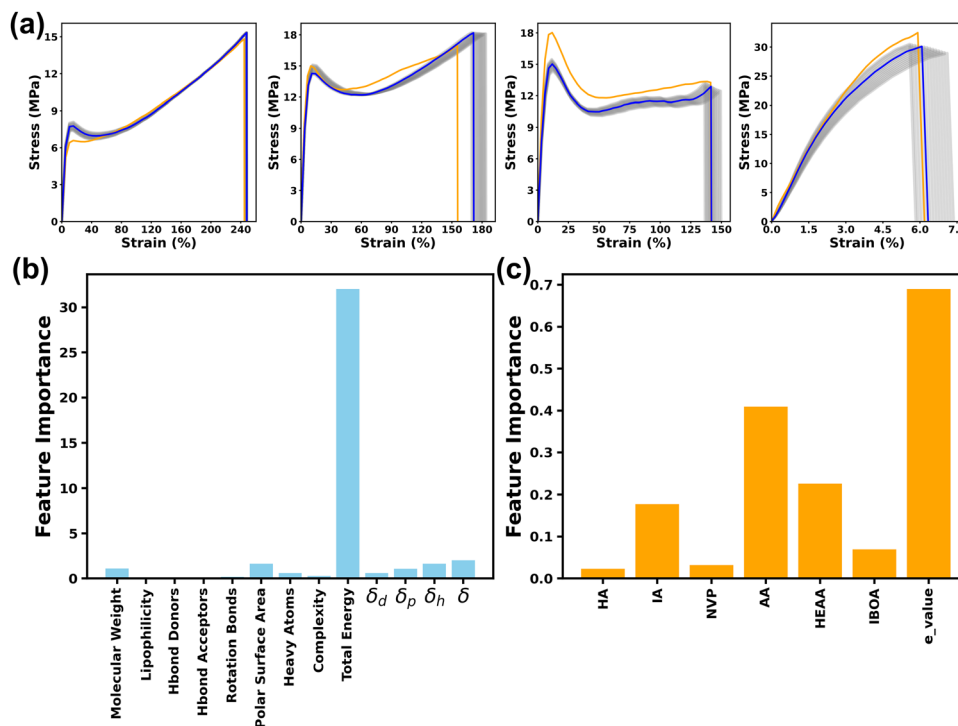 (a)
Stress (MPa)
15
12
9
6
3
0
0 40 80 120 160 200 240
Strain (%)
Stress (MPa)
18
15
12
9
6
3
0
0 30 60 90 120 150 180
Strain (%)
Stress (MPa)
18
15
12
9
6
3
0
0 25 50 75 100 125 150
Strain (%)
Stress (MPa)
30
25
20
15
10
5
0
0.0 1.5 3.0 4.5 6.0 7.
Strain (%)
(b)
Feature Importance
30
25
20
15
10
5
0
Molecular Weight
Lipophilicity
Hbond Donors
Hbond Acceptors
Rotation Bonds
Polar Surface Area
Heavy Atoms
Complexity
Total Energy
δd
δp
δh
δ
(c)
Feature Importance
0.7
0.6
0.5
0.4
0.3
0.2
0.1
0.0
HA
IA
NVP
AA
HEAA
IBOA
e_value